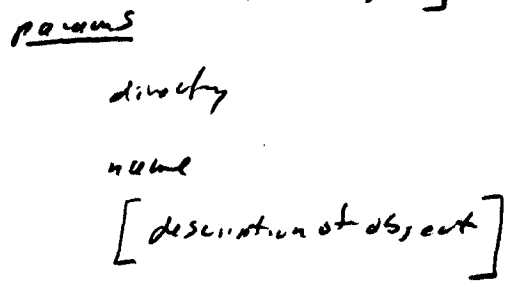 params
directory
name
[description of object]